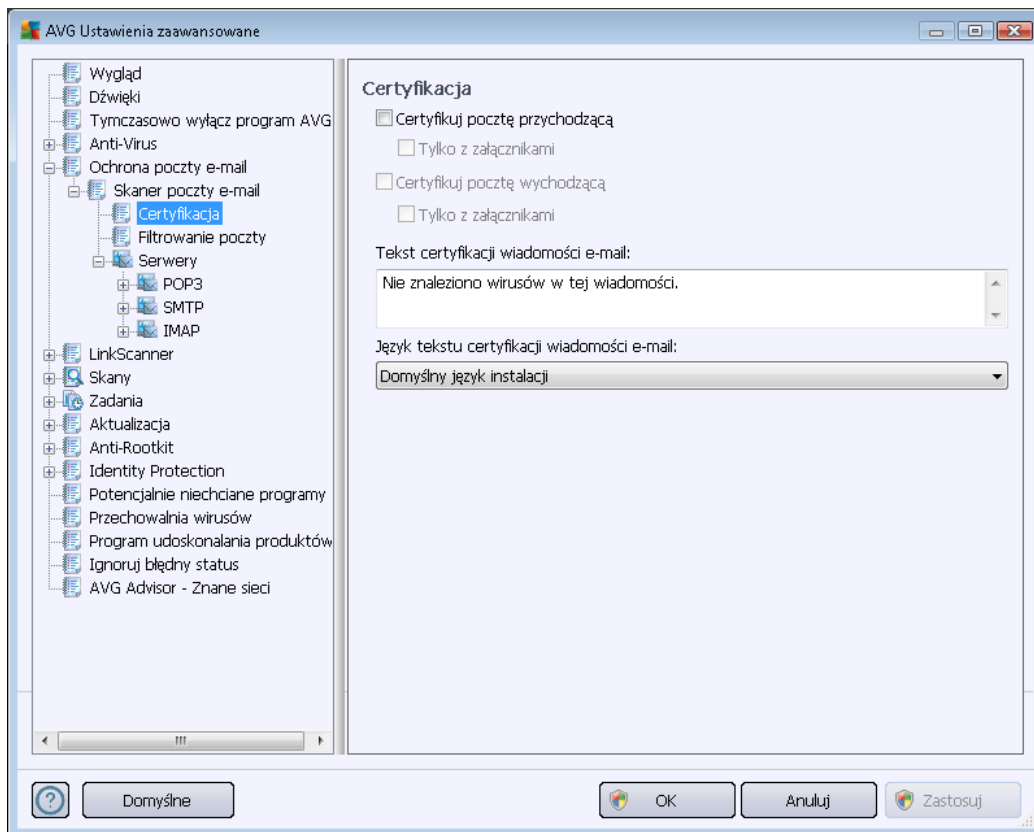 AVG Ustawienia zaawansowane
Wygląd
Dźwięki
Tymczasowo wyłącz program AVG
Anti-Virus
Ochrona poczty e-mail
Skaner poczty e-mail
Certyfikacja
Filtrowanie poczty
Serwery
POP3
SMTP
IMAP
LinkScanner
Skany
Zadania
Aktualizacja
Anti-Rootkit
Identity Protection
Potencjalnie niechciane programy
Przechowalnia wirusów
Program udoskonalania produktów
Ignoruj błędny status
AVG Advisor - Znane sieci
Certyfikacja
Certyfikuj pocztę przychodzącą
Tylko z załącznikami
Certyfikuj pocztę wychodzącą
Tylko z załącznikami
Tekst certyfikacji wiadomości e-mail:
Nie znaleziono wirusów w tej wiadomości.
Język tekstu certyfikacji wiadomości e-mail:
Domyślny język instalacji
? Domyślne OK Anuluj Zastosuj